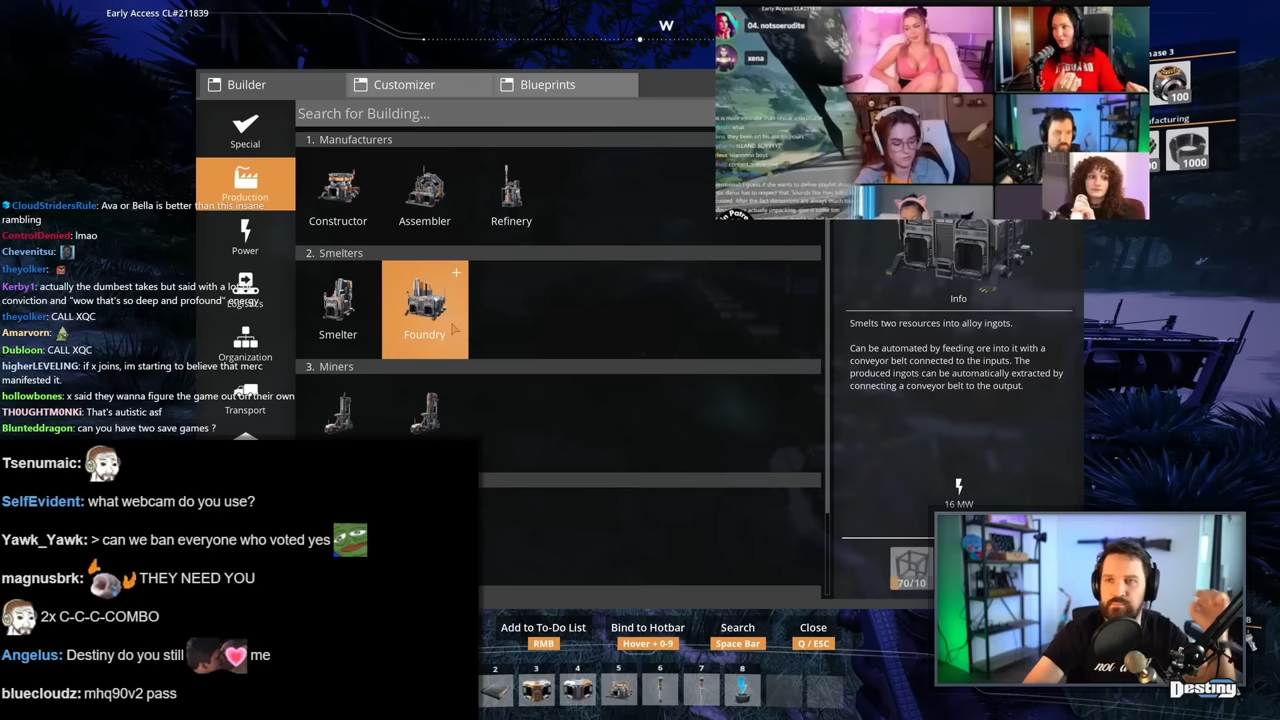 Early Access CL#211839
W
Builder
Customizer
Blueprints
Search for Building...
Special
Production
Power
Logistics
Organization
Transport
1. Manufacturers
Constructor
Assembler
Refinery
2. Smelters
Smelter
Foundry
3. Miners
Info
Smelts two resources into alloy ingots.
Can be automated by feeding ore into it with a
conveyor belt connected to the inputs. The
produced ingots can be automatically extracted by
connecting a conveyor belt to the output.
16 MW
70/10
04. notsoerudite
xena
100
1000
CloudStridersRule: Ava or Bella is better than this insane
rambling
ControlDenied: lmao
Chevenitsu:
theyolker:
Kerby1: actually the dumbest takes but said with a lot
conviction and "wow that's so deep and profound" energy
theyolker: CALL XQC
Amarvorn:
Dubloon: CALL XQC
higherLEVELING: if x joins, im starting to believe that merc
manifested it.
hollowbones: x said they wanna figure the game out on their own
TH0UGHTM0NKi: That's autistic asf
Blunteddragon: can you have two save games ?
Tsenumaic:
SelfEvident: what webcam do you use?
Yawk_Yawk: > can we ban everyone who voted yes
magnusbrk: THEY NEED YOU
2x C-C-C-COMBO
Angelus: Destiny do you still me
bluecloudz: mhq90v2 pass
Add to To-Do List
RMB
Bind to Hotbar
Hover + 0-9
Search
Space Bar
Close
Q / ESC
2 3 4 5 6 7 8
Destiny